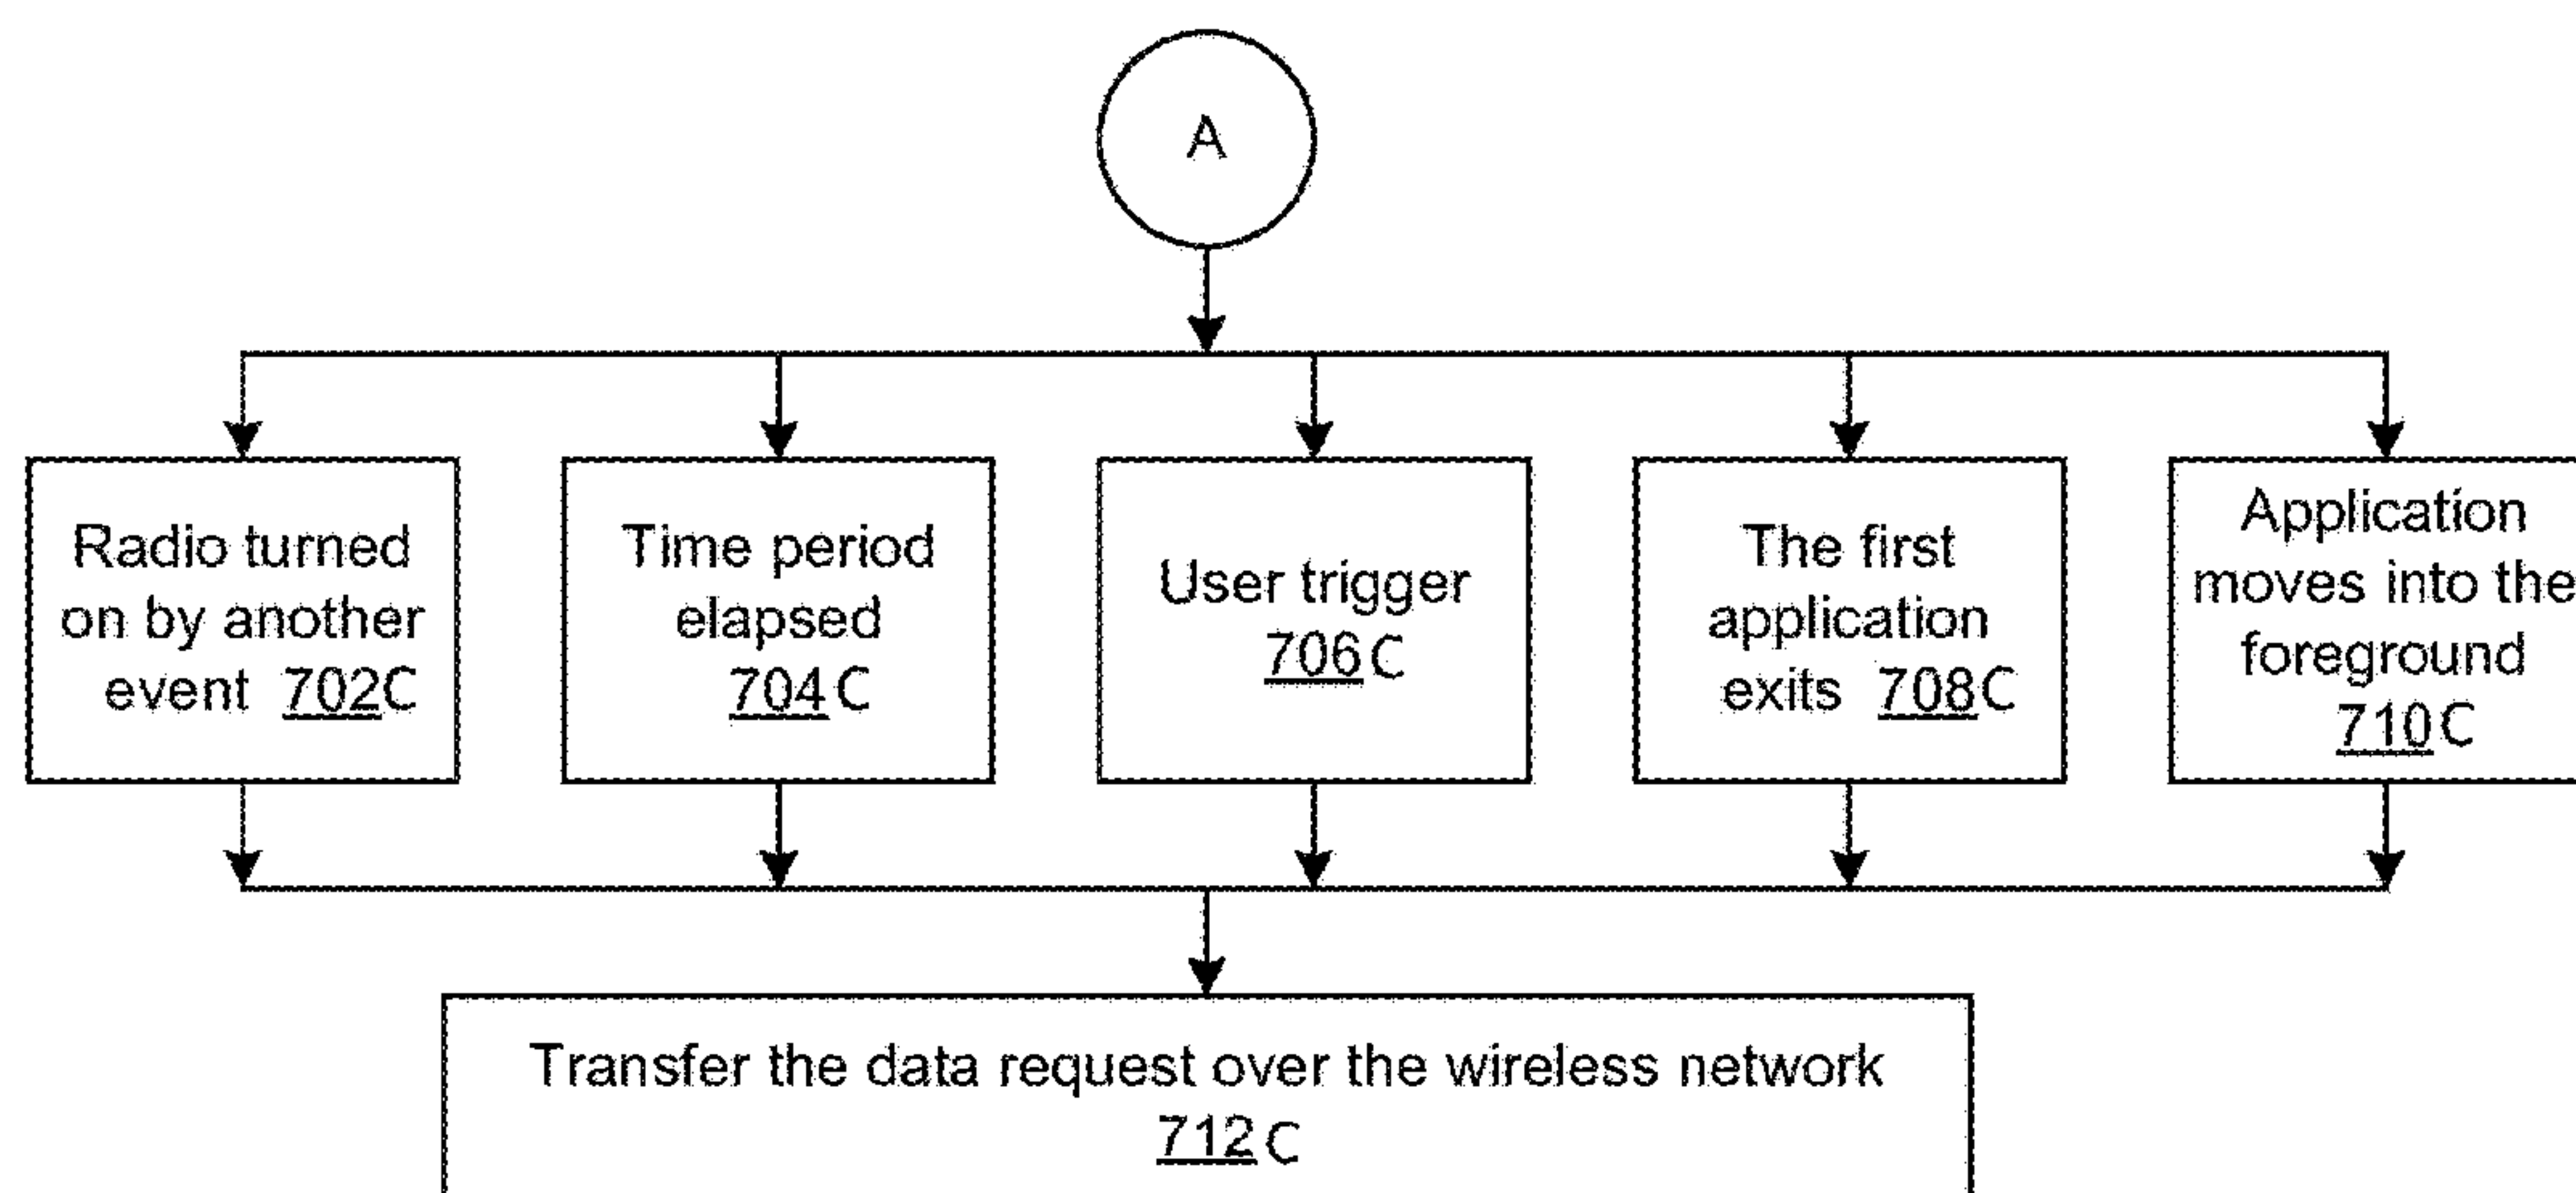 A
Radio turned
on by another
event 702C
Time period
elapsed
704C
User trigger
706C
The first
application
exits 708C
Application
moves into the
foreground
710C
Transfer the data request over the wireless network
712C